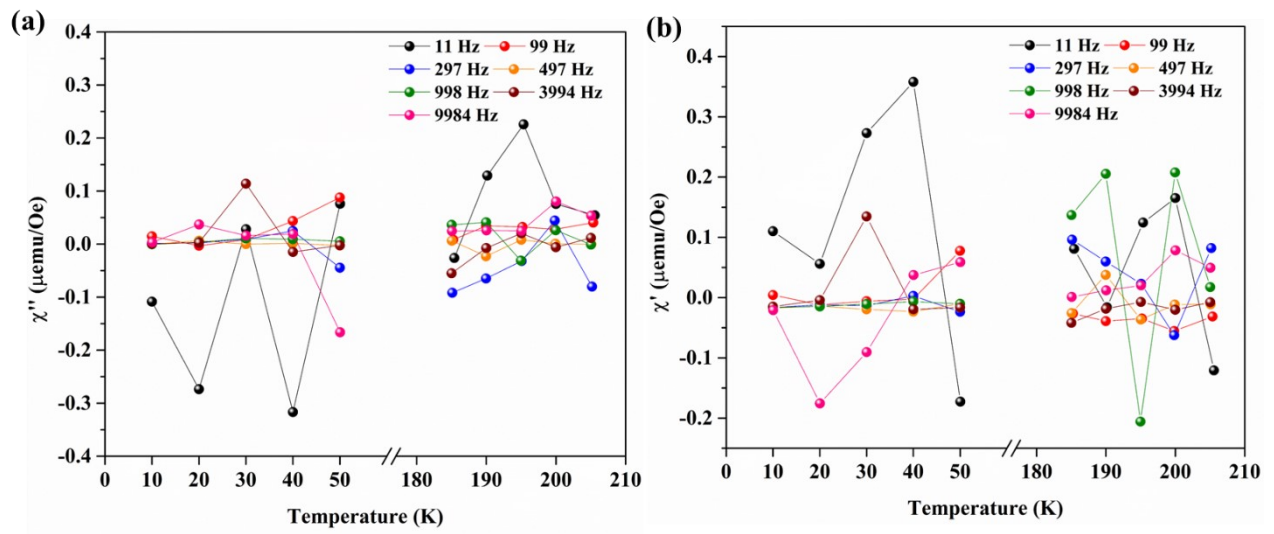 (a)
0.4
0.3
0.2
0.1
0.0
-0.1
-0.2
-0.3
-0.4
χ'' (μemu/Oe)
11 Hz 99 Hz
297 Hz 497 Hz
998 Hz 3994 Hz
9984 Hz
0 10 20 30 40 50 180 190 200 210
Temperature (K)
(b)
0.4
0.3
0.2
0.1
0.0
-0.1
-0.2
χ' (μemu/Oe)
11 Hz 99 Hz
297 Hz 497 Hz
998 Hz 3994 Hz
9984 Hz
0 10 20 30 40 50 180 190 200 210
Temperature (K)